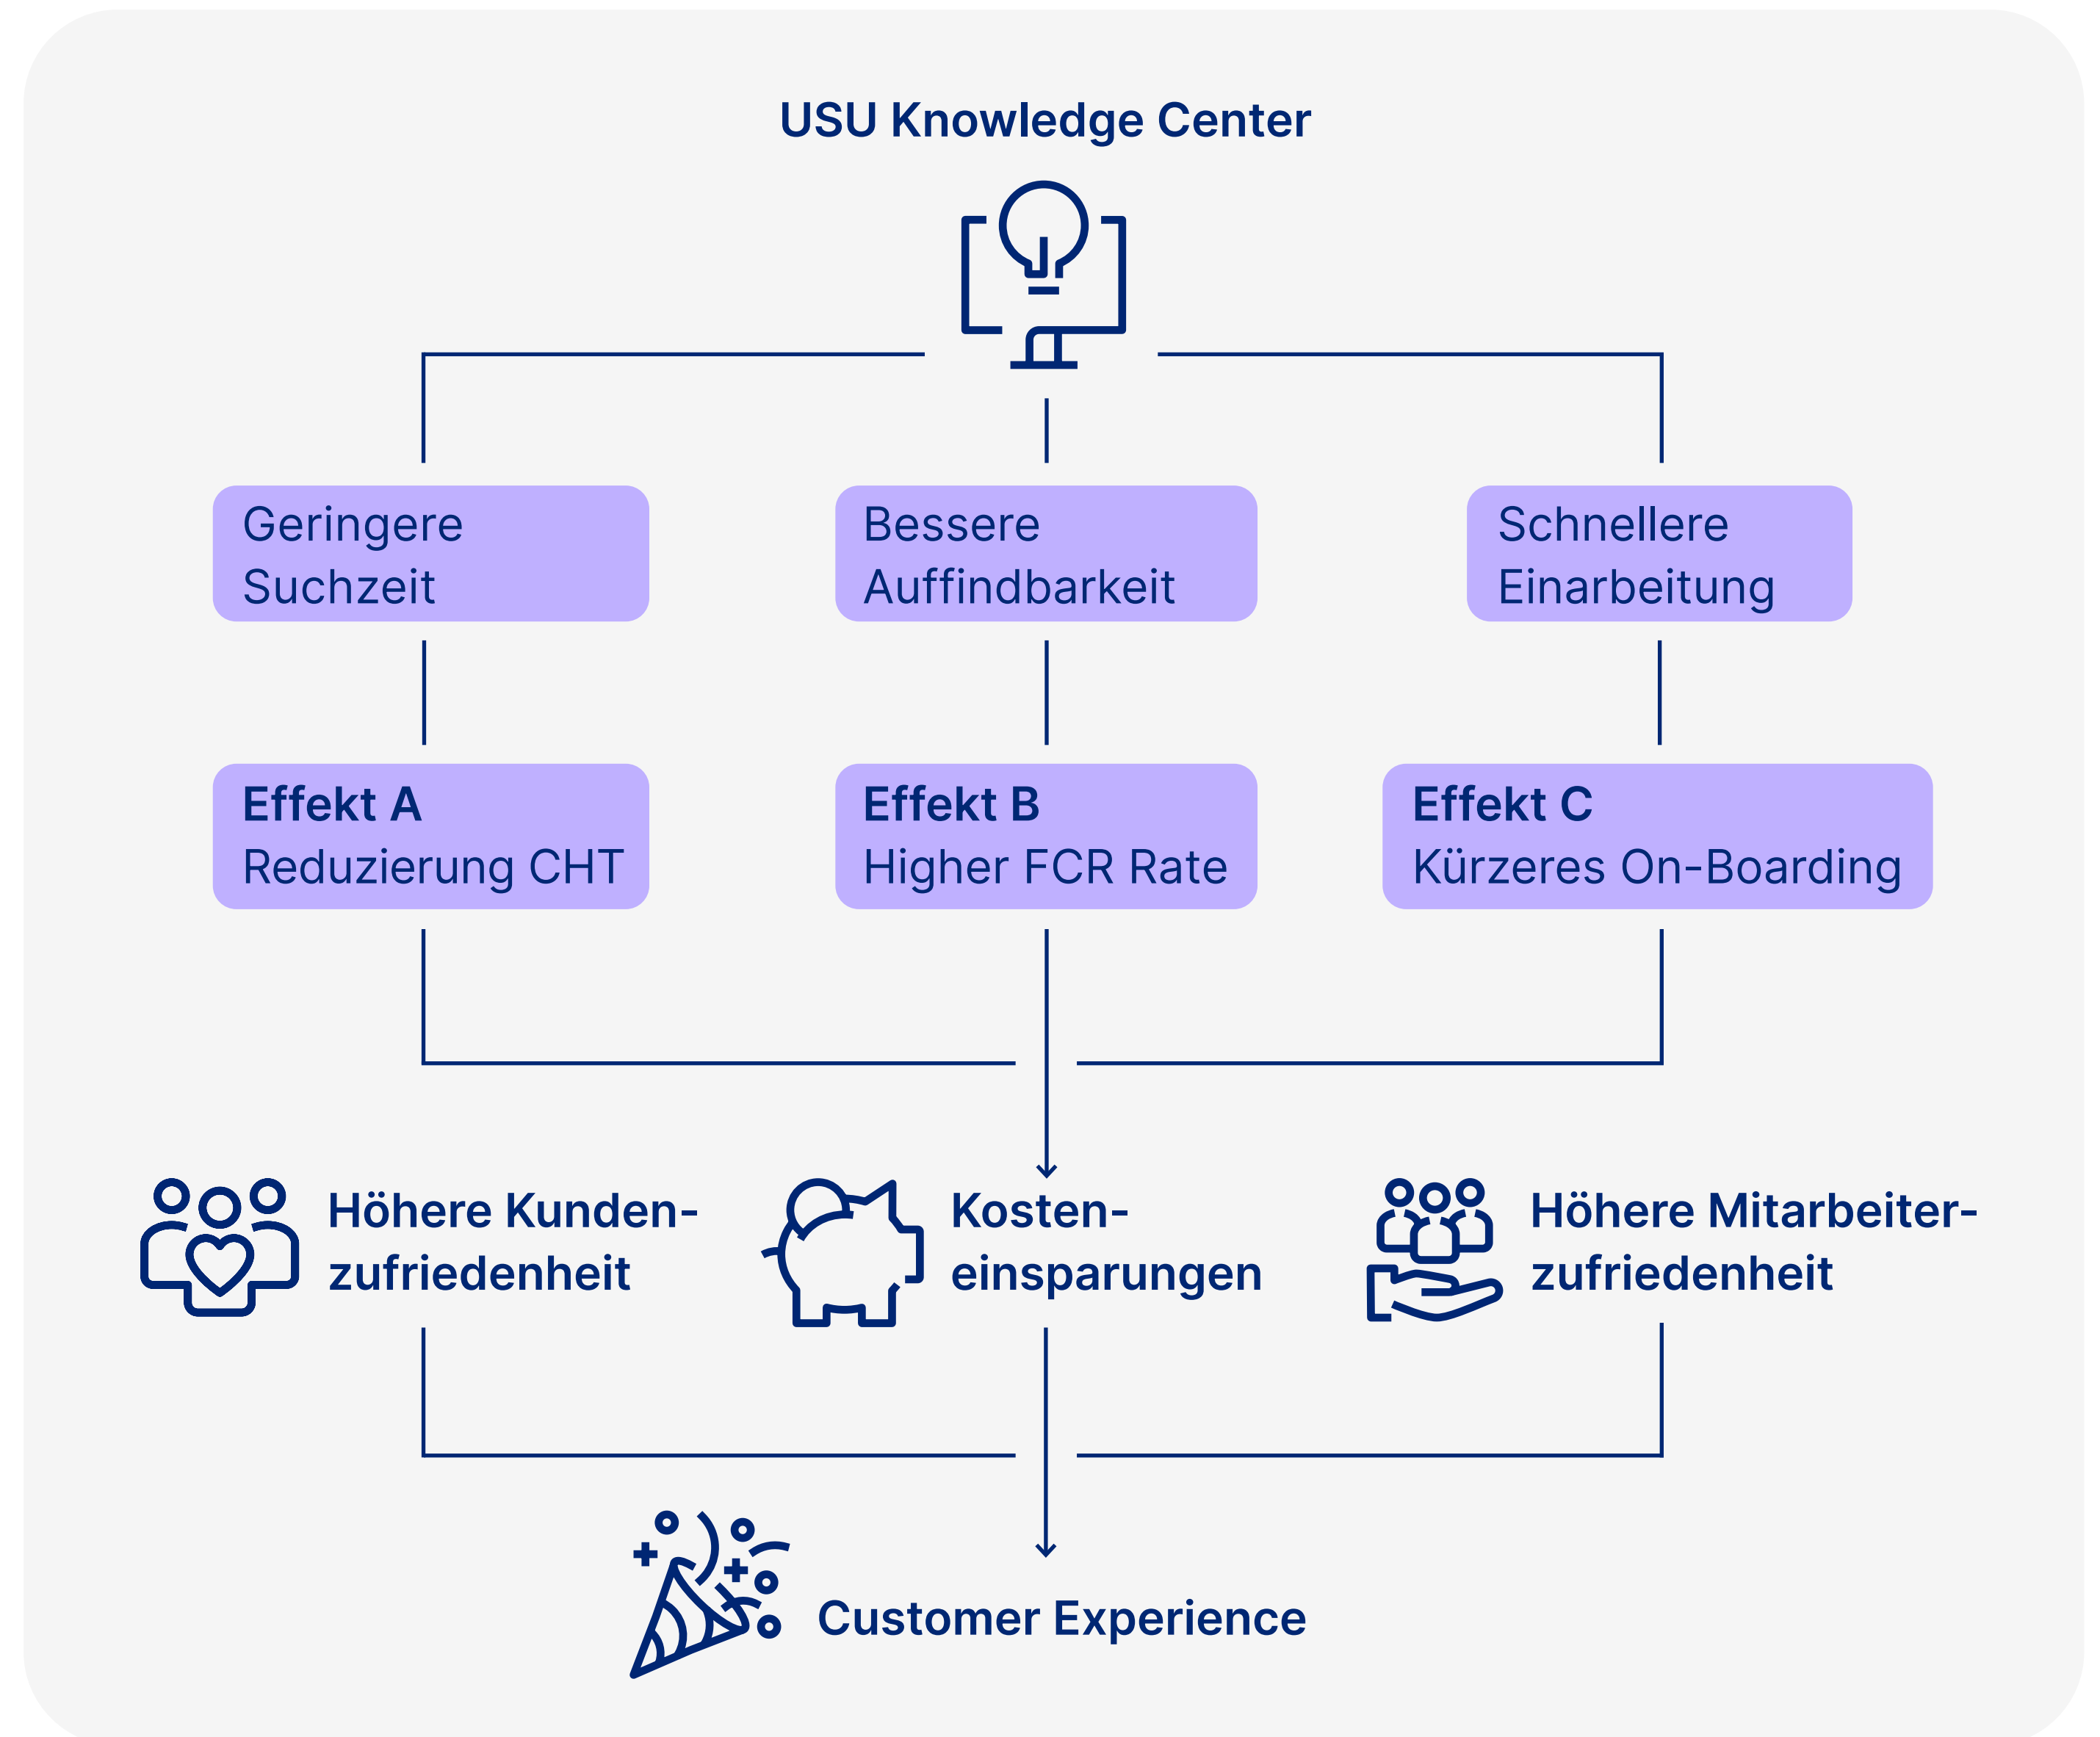 USU Knowledge Center
Geringere
Suchzeit
Bessere
Auffindbarkeit
Schnellere
Einarbeitung
Effekt A
Reduzierung CHT
Effekt B
Higher FCR Rate
Effekt C
Kürzeres On-Boarding
Höhere Kunden-
zufriedenheit
Kosten-
einsparungen
Höhere Mitarbeiter-
zufriedenheit
Customer Experience